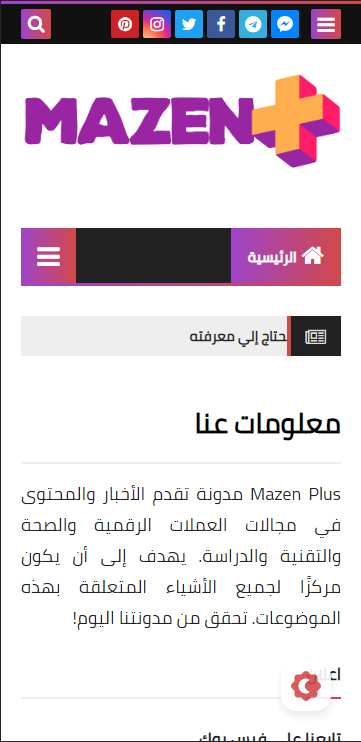 MAZEN
الرئيسية
حتاج إلي معرفته
معلومات عنا
Mazen Plus مدونة تقدم الأخبار والمحتوى
في مجالات العملات الرقمية والصحة
والتقنية والدراسة. يهدف إلى أن يكون
مركزًا لجميع الأشياء المتعلقة بهذه
الموضوعات. تحقق من مدونتنا اليوم!
تابعنا على فيس بوك